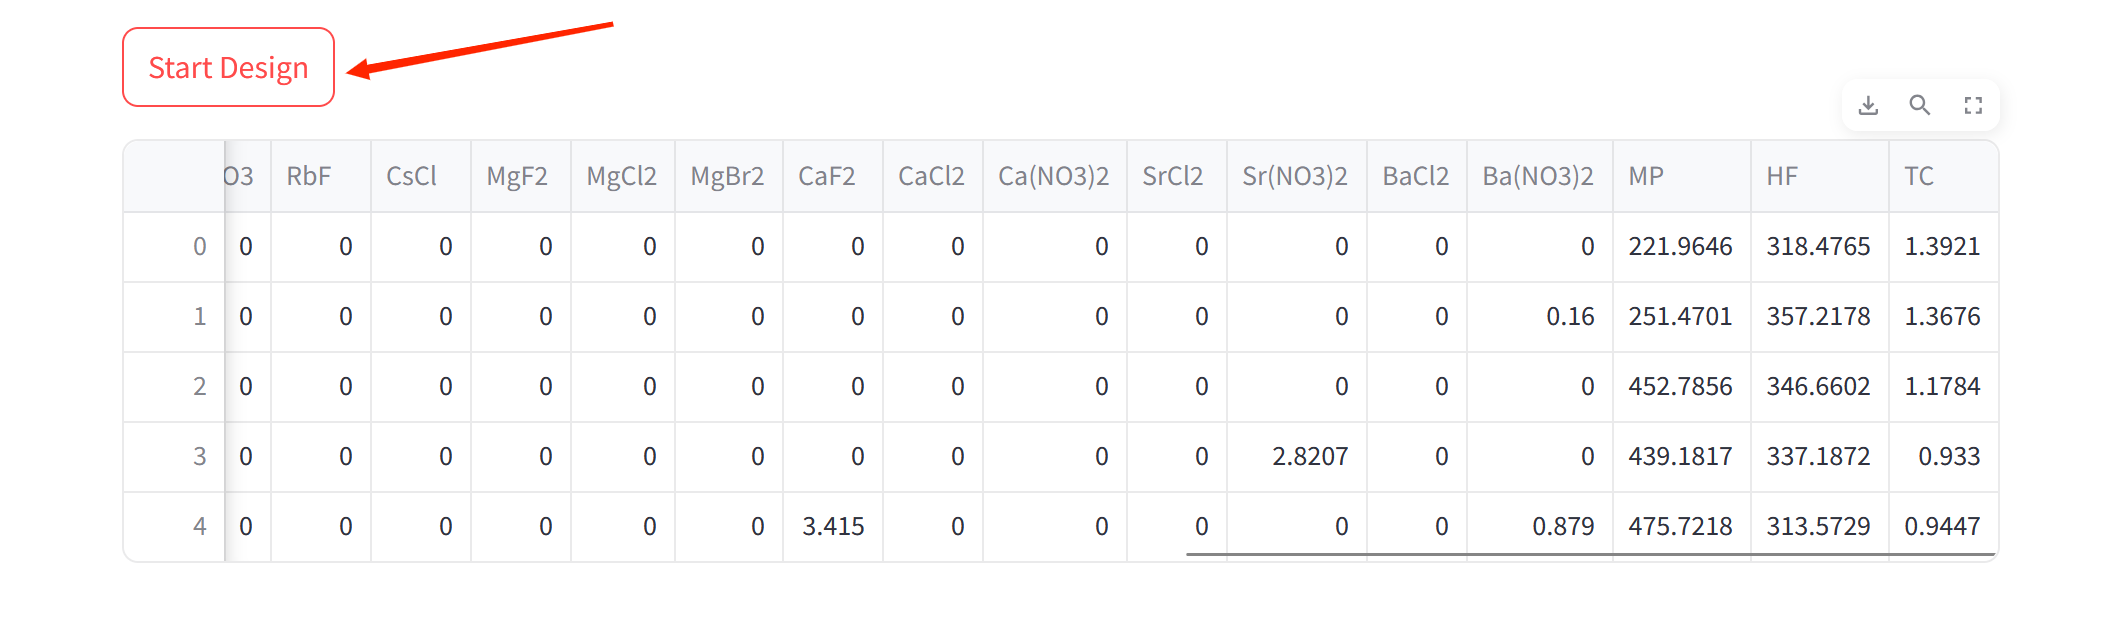 Start Design
O3 RbF CsCl MgF2 MgCl2 MgBr2 CaF2 CaCl2 Ca(NO3)2 SrCl2 Sr(NO3)2 BaCl2 Ba(NO3)2 MP HF TC
0 0 0 0 0 0 0 0 0 0 0 0 0 0 221.9646 318.4765 1.3921
1 0 0 0 0 0 0 0 0 0 0 0 0 0.16 251.4701 357.2178 1.3676
2 0 0 0 0 0 0 0 0 0 0 0 0 0 452.7856 346.6602 1.1784
3 0 0 0 0 0 0 0 0 0 0 2.8207 0 0 439.1817 337.1872 0.933
4 0 0 0 0 0 0 3.415 0 0 0 0 0 0.879 475.7218 313.5729 0.9447